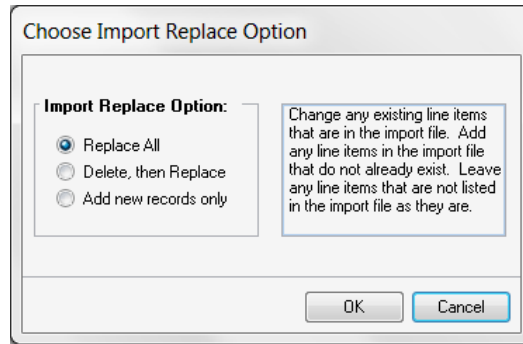 Choose Import Replace Option
Import Replace Option:
Replace All
Delete, then Replace
Add new records only
Change any existing line items
that are in the import file. Add
any line items in the import file
that do not already exist. Leave
any line items that are not listed
in the import file as they are.
OK
Cancel